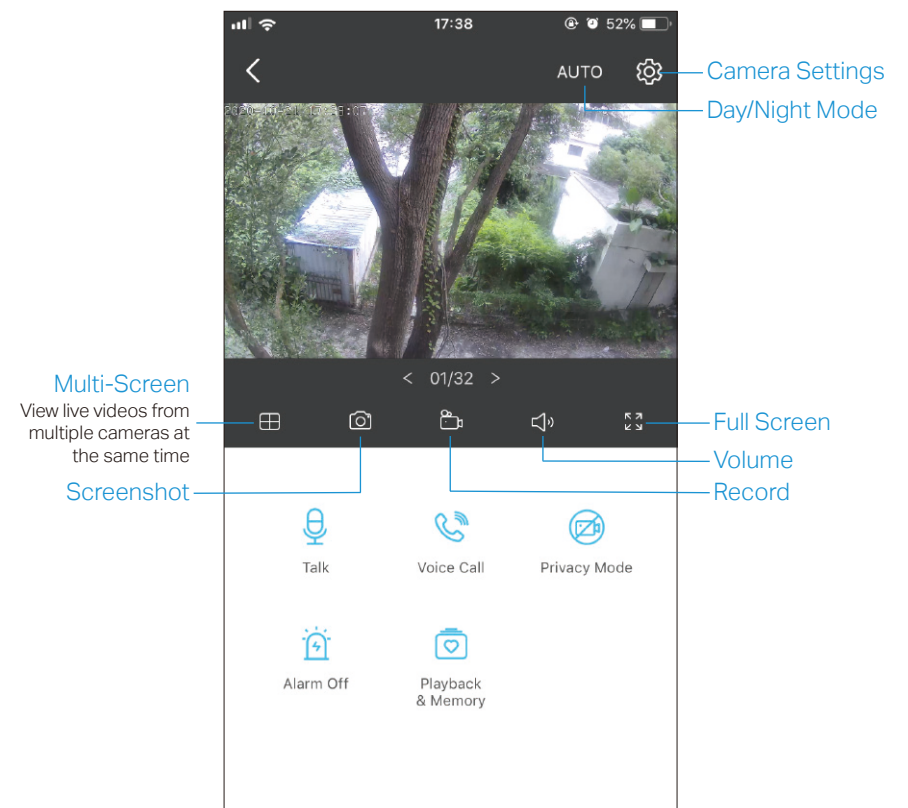 17:38
52%
AUTO
Camera Settings
Day/Night Mode
< 01/32 >
Multi-Screen
View live videos from
multiple cameras at
the same time
Full Screen
Volume
Screenshot
Record
Talk
Voice Call
Privacy Mode
Alarm Off
Playback
& Memory